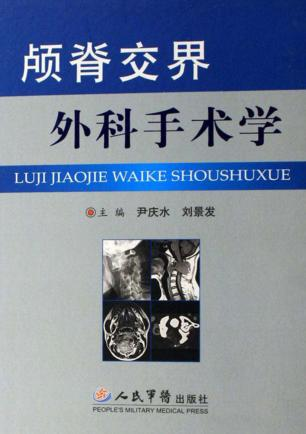 颅脊交界
外科手术学
LUJI JIAOJIE WAIKE SHOUSHUXUE
主编 尹庆水 刘景发
人民军医出版社
PEOPLE'S MILITARY MEDICAL PRESS